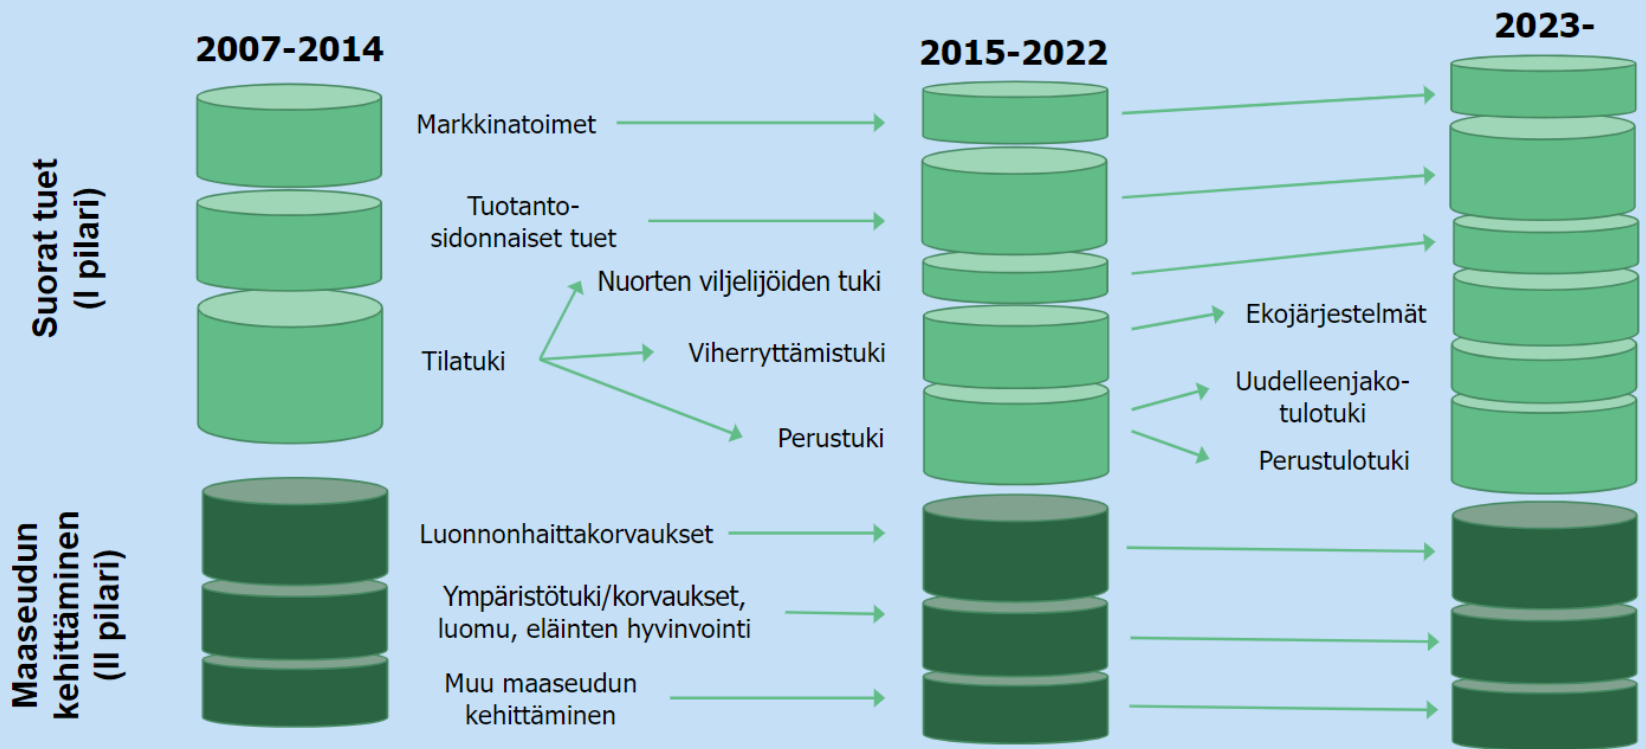 2007-2014
2015-2022
2023-
Suorat tuet
(I pilari)
Markkinatoimet
Tuotanto-
sidonnaiset tuet
Nuorten viljelijöiden tuki
Tilatuki
Viherryttämistuki
Perustuki
Ekojärjestelmät
Uudelleenjako-
tulotuki
Perustulotuki
Maaseudun
kehittäminen
(II pilari)
Luonnonhaittakorvaukset
Ympäristötuki/korvaukset,
luomu, eläinten hyvinvointi
Muu maaseudun
kehittäminen